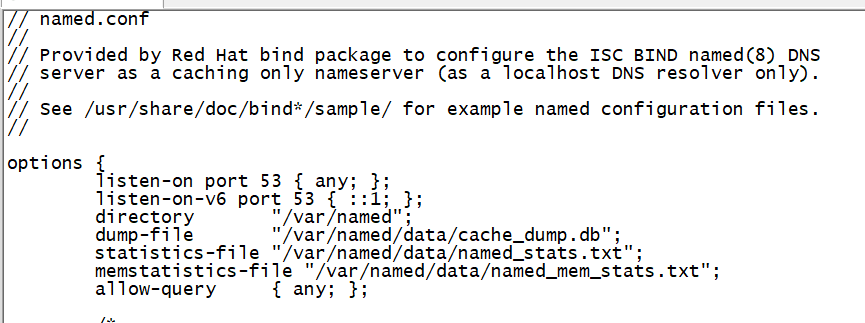 // named.conf
//
// Provided by Red Hat bind package to configure the ISC BIND named(8) DNS
// server as a caching only nameserver (as a localhost DNS resolver only).
//
// See /usr/share/doc/bind*/sample/ for example named configuration files.
//
options {
        listen-on port 53 { any; };
        listen-on-v6 port 53 { ::1; };
        directory       "/var/named";
        dump-file       "/var/named/data/cache_dump.db";
        statistics-file "/var/named/data/named_stats.txt";
        memstatistics-file "/var/named/data/named_mem_stats.txt";
        allow-query     { any; };
        /*